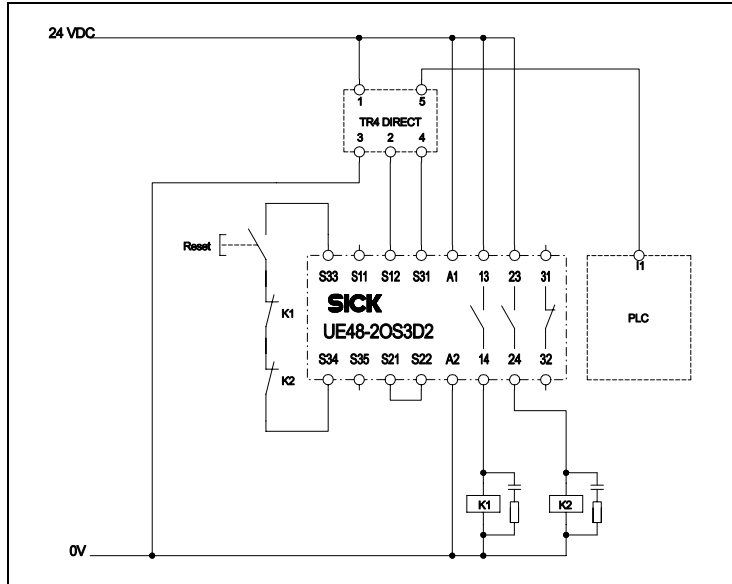 24 VDC
1 5
TR4 DIRECT
3 2 4
Reset
S33 S11 S12 S31 A1 13 23 31
I1
SICK
UE48-2OS3D2
PLC
K1
S34 S35 S21 S22 A2 14 24 32
K2
K1 K2
0V